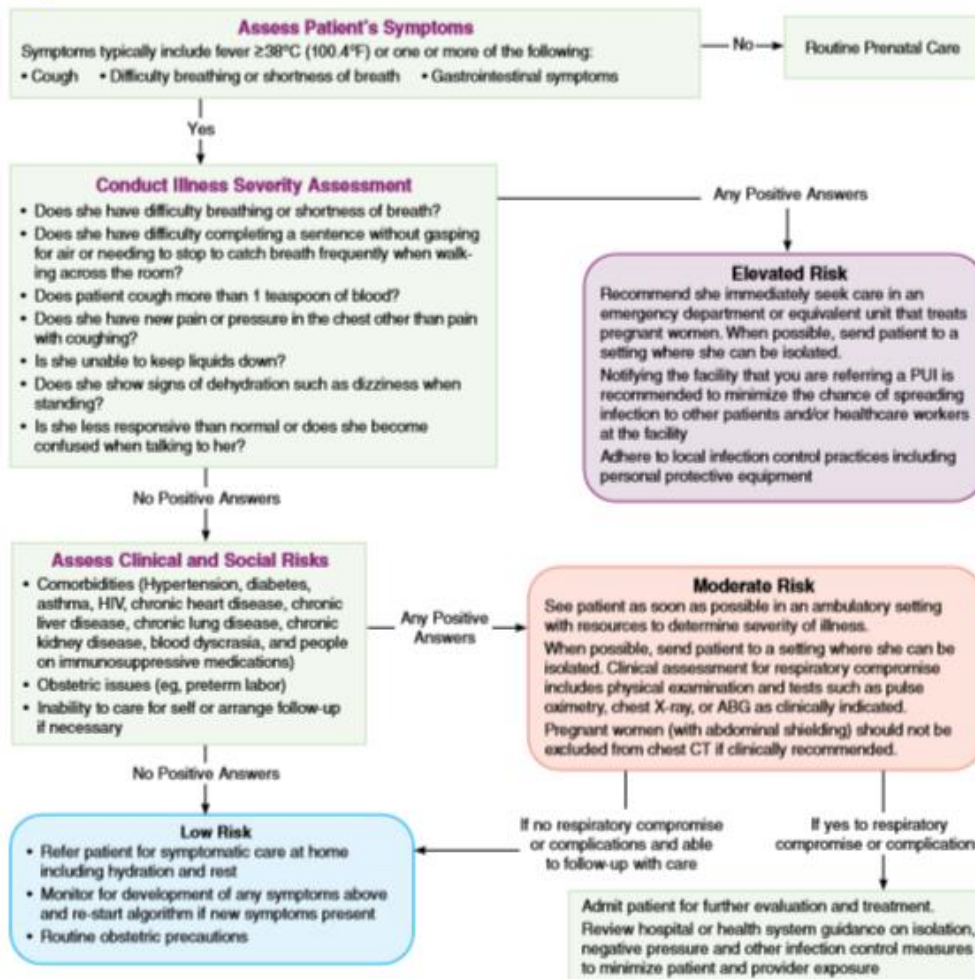 Assess Patient's Symptoms
Symptoms typically include fever ≥38°C (100.4°F) or one or more of the following:
• Cough • Difficulty breathing or shortness of breath • Gastrointestinal symptoms
No
Routine Prenatal Care
Yes
Conduct Illness Severity Assessment
• Does she have difficulty breathing or shortness of breath?
• Does she have difficulty completing a sentence without gasping
for air or needing to stop to catch breath frequently when walk-
ing across the room?
• Does patient cough more than 1 teaspoon of blood?
• Does she have new pain or pressure in the chest other than pain
with coughing?
• Is she unable to keep liquids down?
• Does she show signs of dehydration such as dizziness when
standing?
• Is she less responsive than normal or does she become
confused when talking to her?
Any Positive Answers
Elevated Risk
Recommend she immediately seek care in an
emergency department or equivalent unit that treats
pregnant women. When possible, send patient to a
setting where she can be isolated.
Notifying the facility that you are referring a PUI is
recommended to minimize the chance of spreading
infection to other patients and/or healthcare workers
at the facility
Adhere to local infection control practices including
personal protective equipment
No Positive Answers
Assess Clinical and Social Risks
• Comorbidities (Hypertension, diabetes,
asthma, HIV, chronic heart disease, chronic
liver disease, chronic lung disease, chronic
kidney disease, blood dyscrasia, and people
on immunosuppressive medications)
• Obstetric issues (eg, preterm labor)
• Inability to care for self or arrange follow-up
if necessary
Any Positive
Answers
Moderate Risk
See patient as soon as possible in an ambulatory setting
with resources to determine severity of illness.
When possible, send patient to a setting where she can be
isolated. Clinical assessment for respiratory compromise
includes physical examination and tests such as pulse
oximetry, chest X-ray, or ABG as clinically indicated.
Pregnant women (with abdominal shielding) should not be
excluded from chest CT if clinically recommended.
No Positive Answers
Low Risk
• Refer patient for symptomatic care at home
including hydration and rest
• Monitor for development of any symptoms above
and re-start algorithm if new symptoms present
• Routine obstetric precautions
If no respiratory compromise
or complications and able
to follow-up with care
If yes to respiratory
compromise or complication
Admit patient for further evaluation and treatment.
Review hospital or health system guidance on isolation,
negative pressure and other infection control measures
to minimize patient and provider exposure